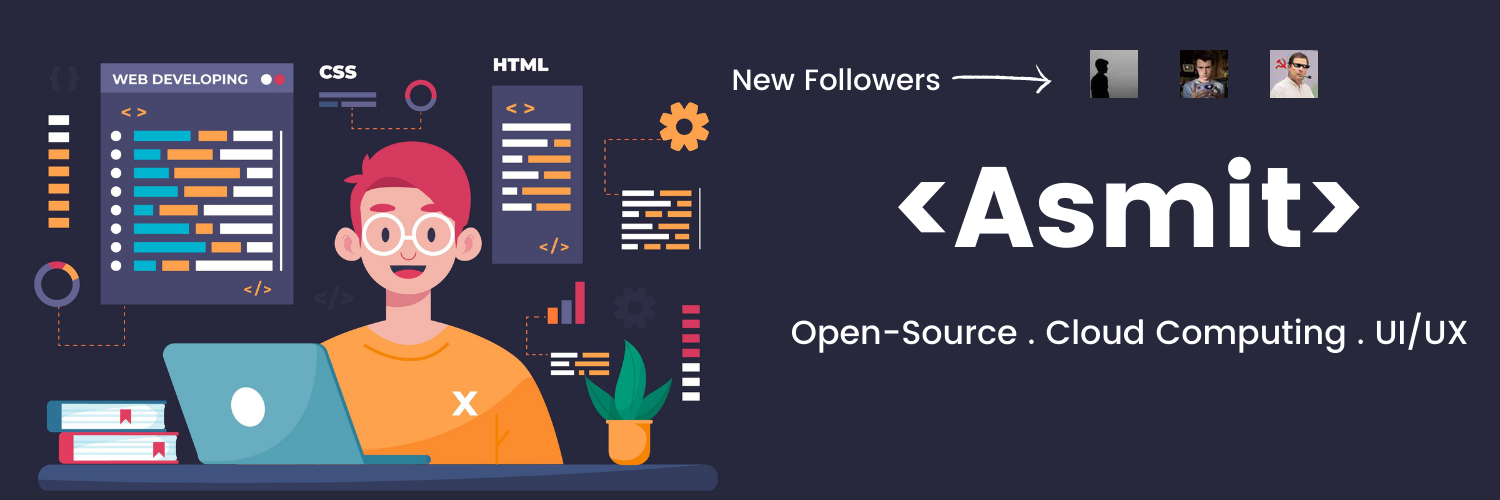 { }
WEB DEVELOPING
< >
</>
CSS
HTML
< >
</>
</>
X
New Followers
<Asmit>
Open-Source . Cloud Computing . UI/UX